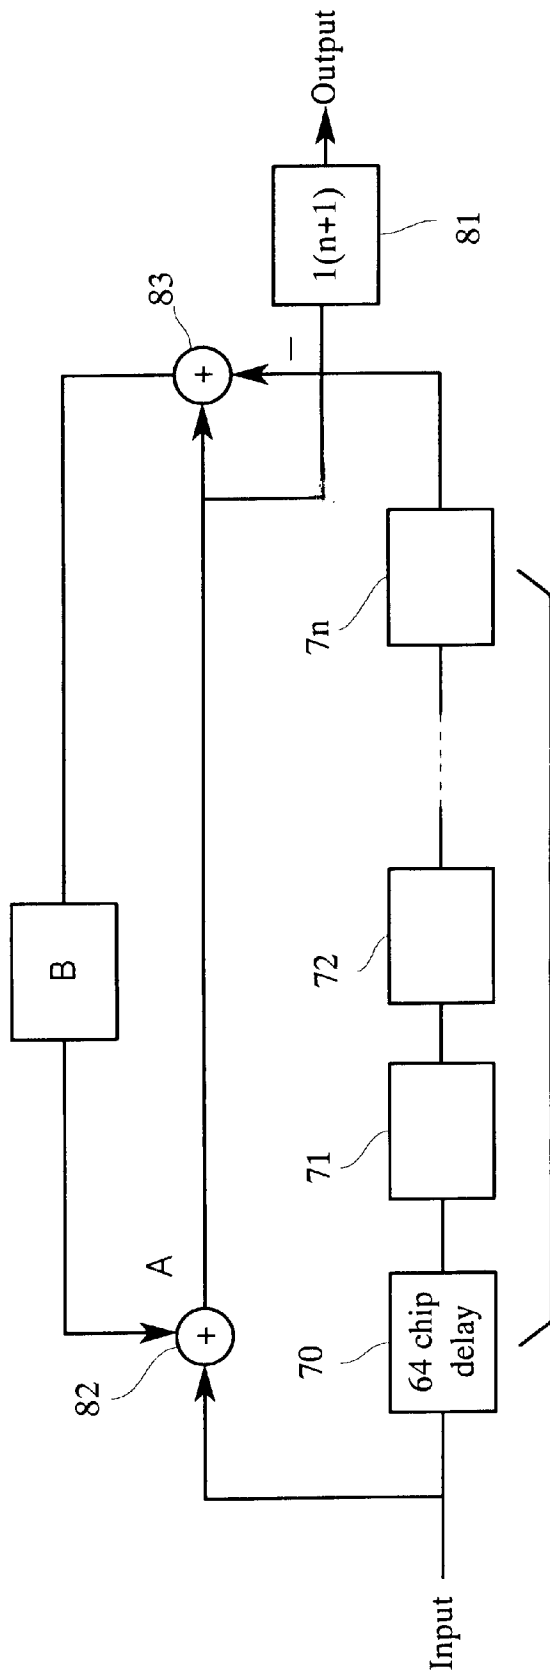 B
83
82
A
1(n+1)
Output
81
Input
64 chip
delay
70
71
72
7n
+
+
−